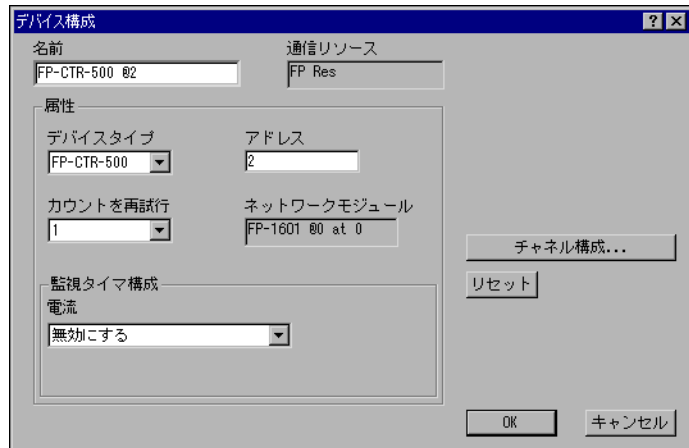 デバイス構成
名前
通信リソース
FP-CTR-500 @2
FP Res
属性
デバイスタイプ
アドレス
FP-CTR-500
2
カウントを再試行
ネットワークモジュール
1
FP-1601 @0 at 0
チャネル構成...
監視タイマ構成
リセット
電流
無効にする
OK
キャンセル